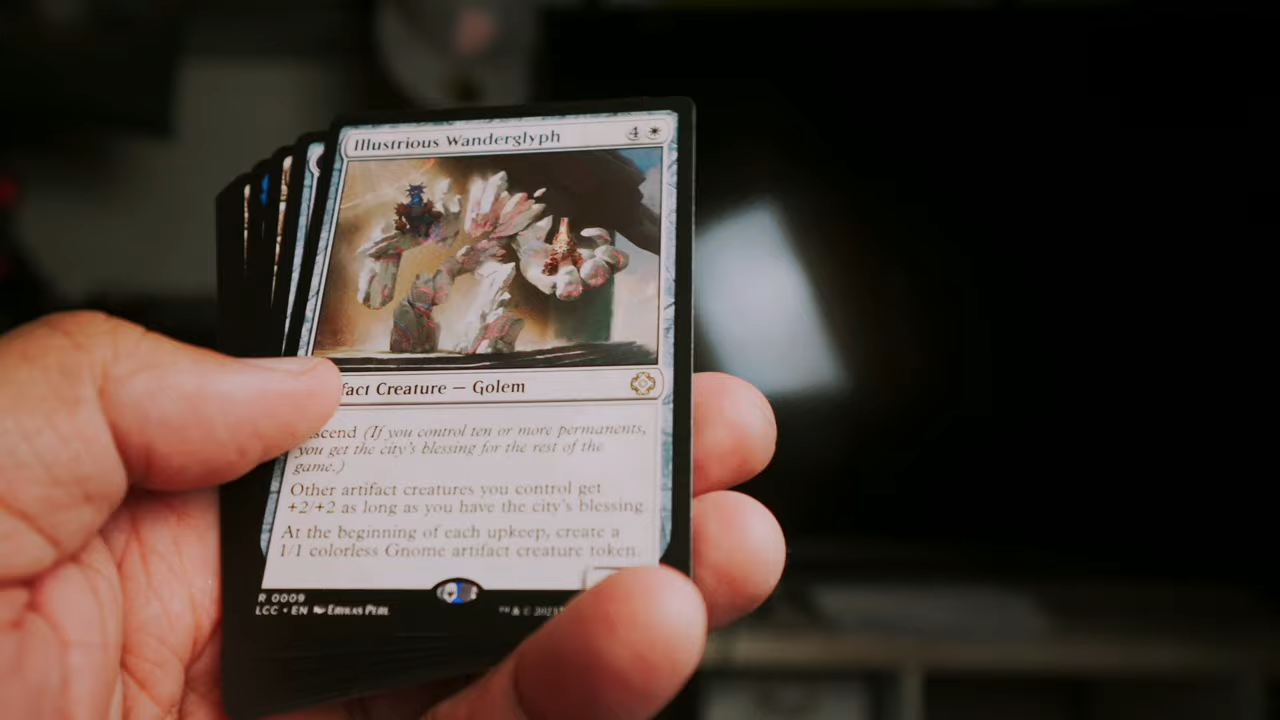 Illustrious Wanderglyph 4
fact Creature — Golem
scend (If you control ten or more permanents,
you get the city's blessing for the rest of the
game.)
Other artifact creatures you control get
+2/+2 as long as you have the city's blessing.
At the beginning of each upkeep, create a
1/1 colorless Gnome artifact creature token.
R 0009
LCC • EN
™ & © 2023